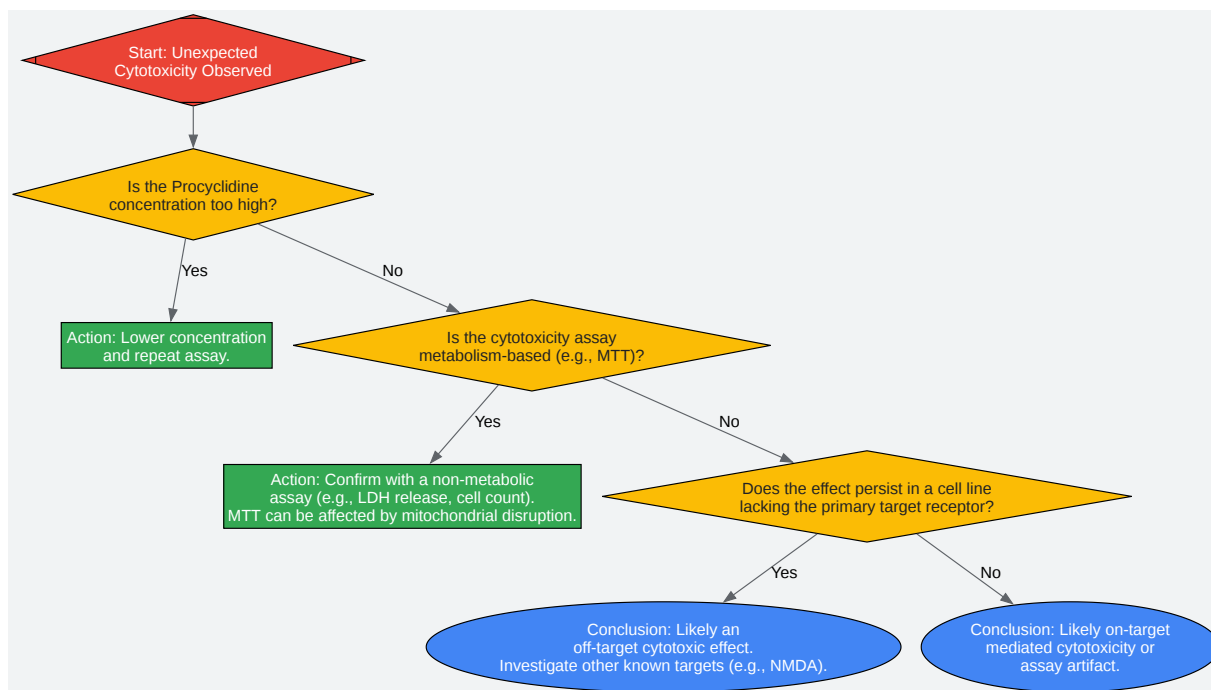 Start: Unexpected
Cytotoxicity Observed
Is the Procyclidine
concentration too high?
Yes
No
Action: Lower concentration
and repeat assay.
Is the cytotoxicity assay
metabolism-based (e.g., MTT)?
Yes
No
Action: Confirm with a non-metabolic
assay (e.g., LDH release, cell count).
MTT can be affected by mitochondrial disruption.
Does the effect persist in a cell line
lacking the primary target receptor?
Yes
No
Conclusion: Likely an
off-target cytotoxic effect.
Investigate other known targets (e.g., NMDA).
Conclusion: Likely on-target
mediated cytotoxicity or
assay artifact.